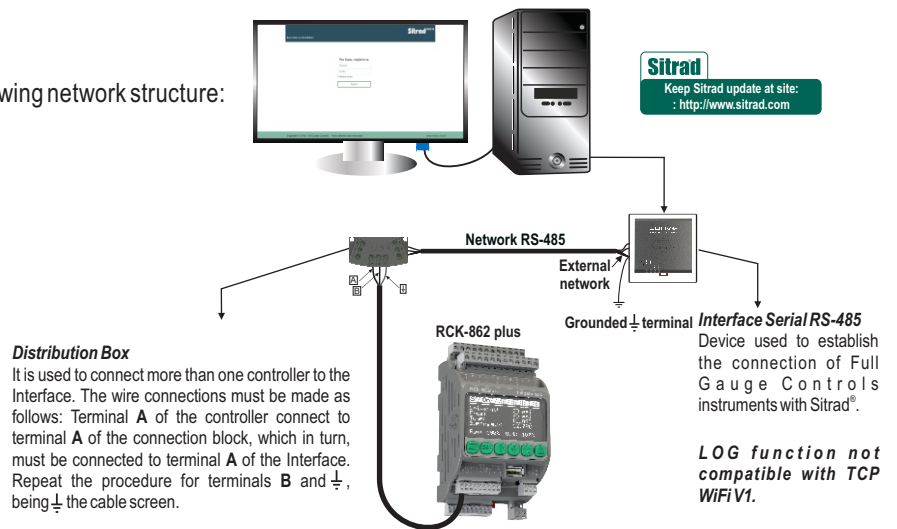 wing network structure:
Sitrad
Sitrad
Keep Sitrad update at site:
: http://www.sitrad.com
Network RS-485
External
network
A
B
⏚
Grounded ⏚ terminal
RCK-862 plus
Interface Serial RS-485
Device used to establish
the connection of Full
Gauge Controls
instruments with Sitrad®.
LOG function not
compatible with TCP
WiFi V1.
Distribution Box
It is used to connect more than one controller to the
Interface. The wire connections must be made as
follows: Terminal A of the controller connect to
terminal A of the connection block, which in turn,
must be connected to terminal A of the Interface.
Repeat the procedure for terminals B and ⏚,
being ⏚ the cable screen.